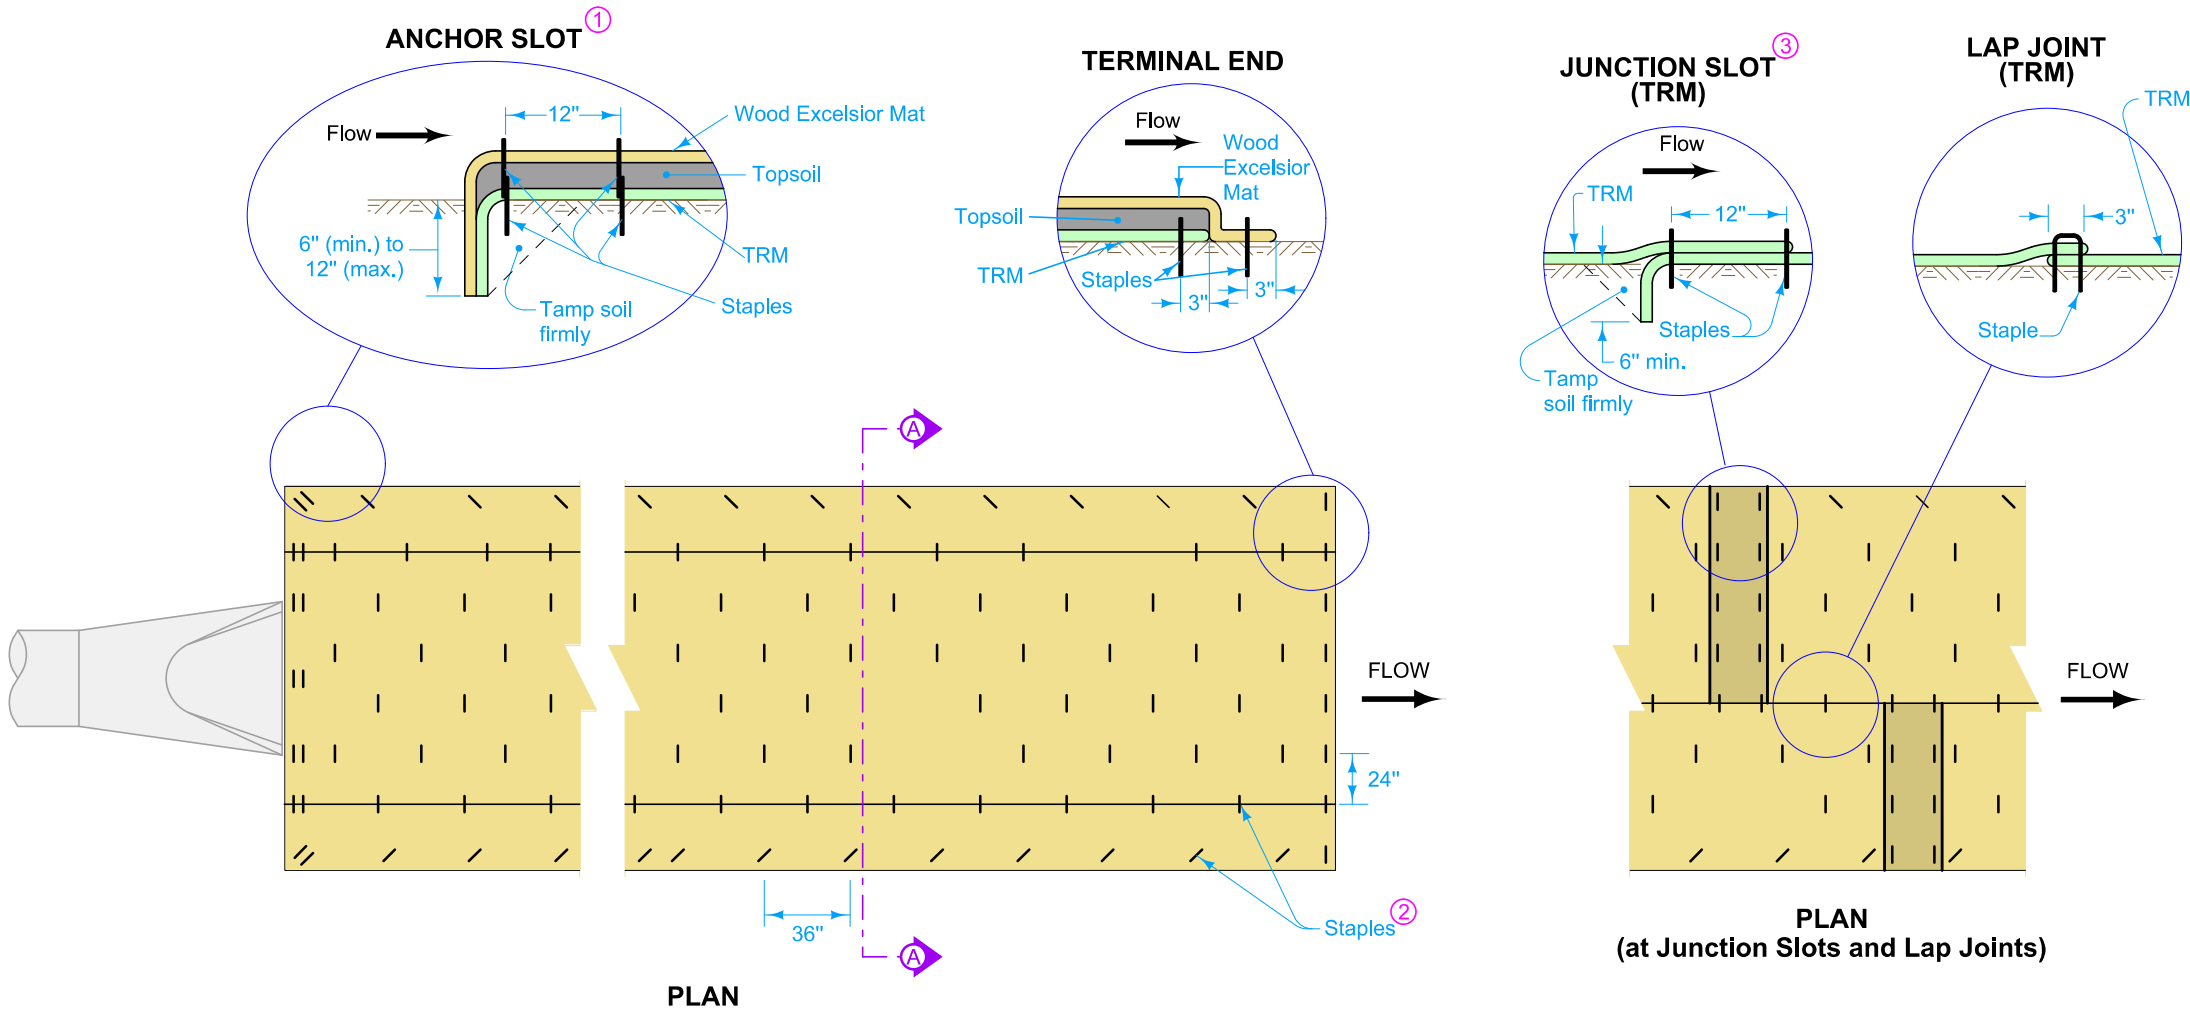 ANCHOR SLOT 1
Flow
12"
Wood Excelsior Mat
Topsoil
6" (min.) to
12" (max.)
TRM
Tamp soil
firmly
Staples
TERMINAL END
Flow
Wood
Excelsior
Mat
Topsoil
TRM
Staples
3"
3"
JUNCTION SLOT 3
(TRM)
Flow
TRM
12"
Staples
6" min.
Tamp
soil firmly
LAP JOINT
(TRM)
TRM
3"
Staple
A
FLOW
24"
36"
Staples 2
A
PLAN
FLOW
PLAN
(at Junction Slots and Lap Joints)